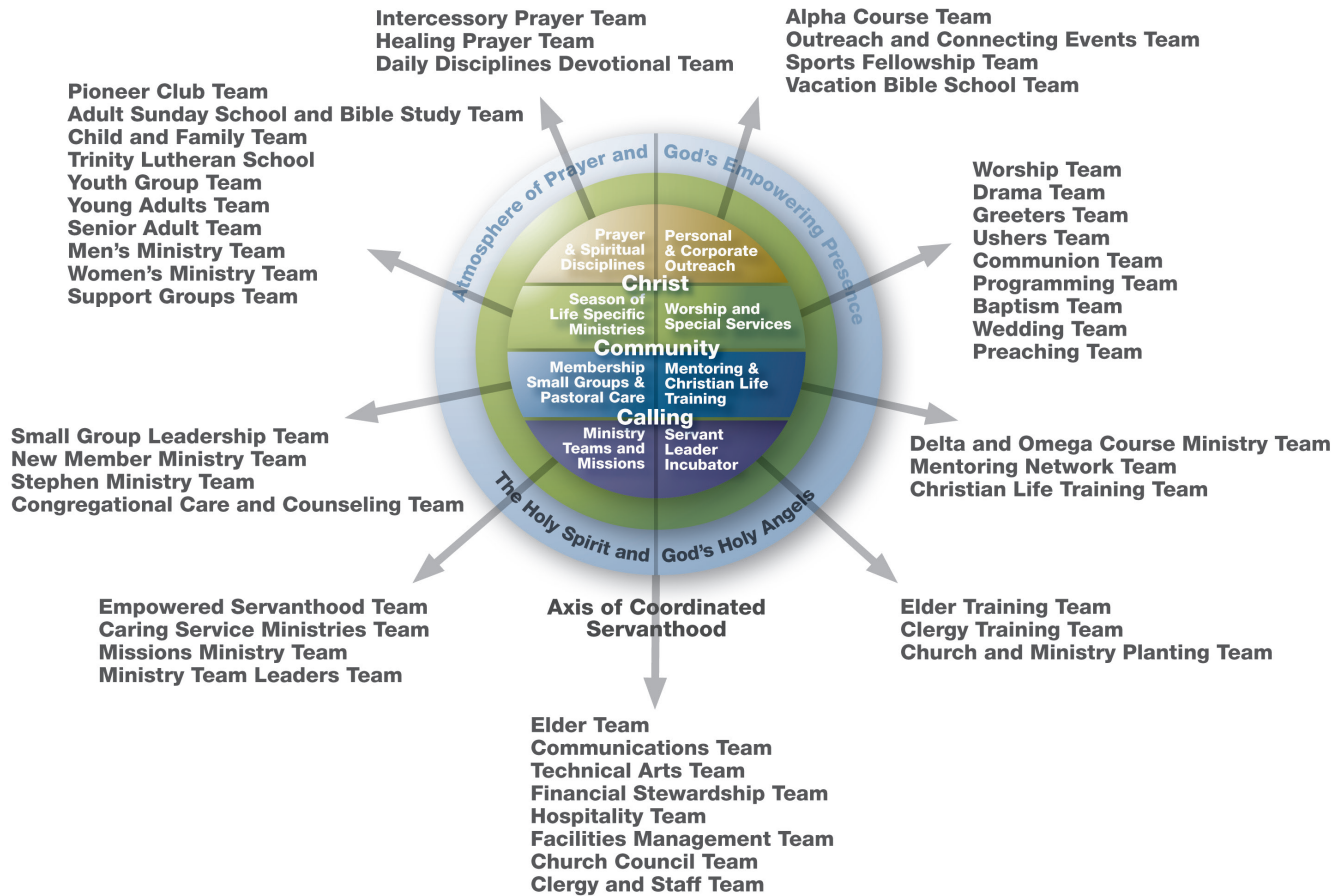 Intercessory Prayer Team
Healing Prayer Team
Daily Disciplines Devotional Team
Alpha Course Team
Outreach and Connecting Events Team
Sports Fellowship Team
Vacation Bible School Team
Pioneer Club Team
Adult Sunday School and Bible Study Team
Child and Family Team
Trinity Lutheran School
Youth Group Team
Young Adults Team
Senior Adult Team
Men's Ministry Team
Women's Ministry Team
Support Groups Team
Worship Team
Drama Team
Greeters Team
Ushers Team
Communion Team
Programming Team
Baptism Team
Wedding Team
Preaching Team
Atmosphere of Prayer and God's Empowering Presence
Prayer
& Spiritual
Disciplines
Personal
& Corporate
Outreach
Christ
Season of
Life Specific
Ministries
Worship and
Special Services
Community
Membership
Small Groups &
Pastoral Care
Mentoring &
Christian Life
Training
Calling
Ministry
Teams and
Missions
Servant
Leader
Incubator
The Holy Spirit and God's Holy Angels
Small Group Leadership Team
New Member Ministry Team
Stephen Ministry Team
Congregational Care and Counseling Team
Delta and Omega Course Ministry Team
Mentoring Network Team
Christian Life Training Team
Empowered Servanthood Team
Caring Service Ministries Team
Missions Ministry Team
Ministry Team Leaders Team
Axis of Coordinated
Servanthood
Elder Training Team
Clergy Training Team
Church and Ministry Planting Team
Elder Team
Communications Team
Technical Arts Team
Financial Stewardship Team
Hospitality Team
Facilities Management Team
Church Council Team
Clergy and Staff Team